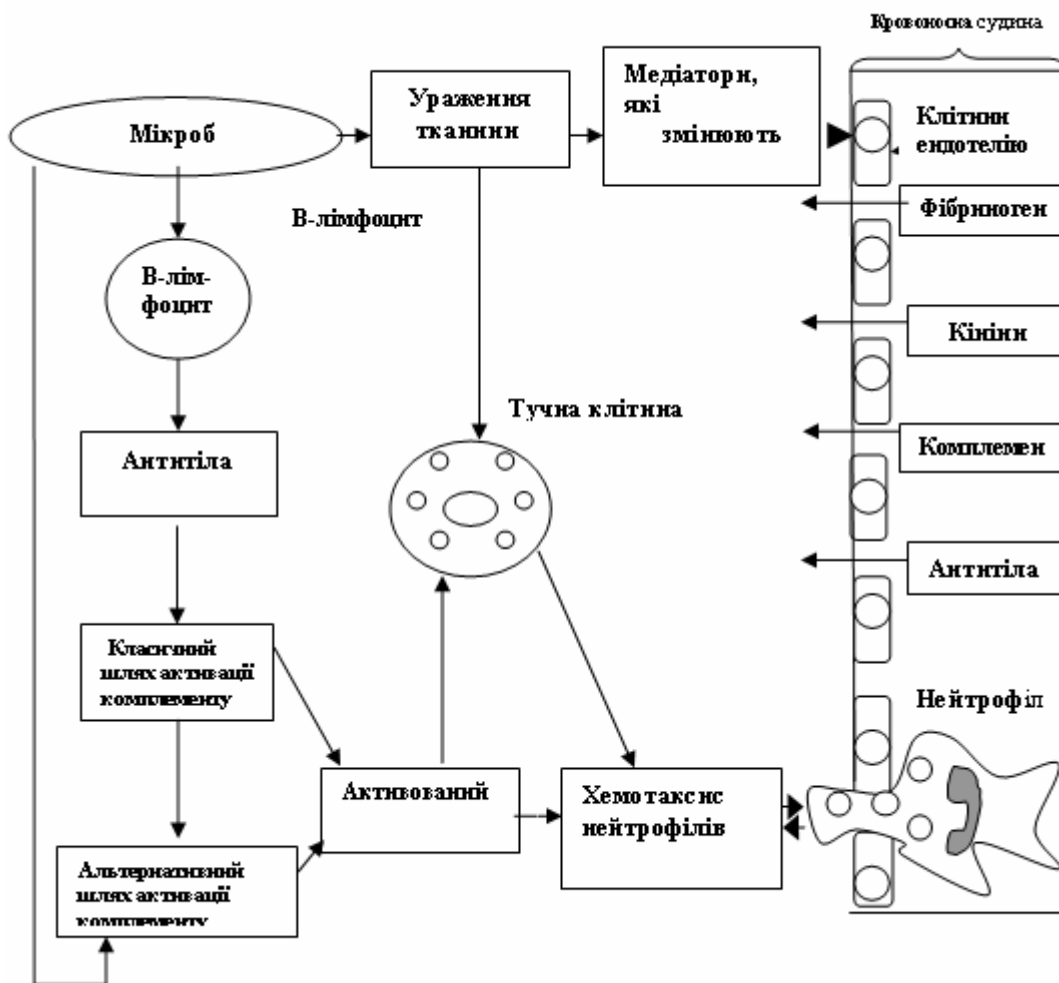 Кровоносна судина
Мікроб
Ураження
тканини
Медіатори,
які
змінюють
Клітини
ендотелію
Фібриноген
В-лімфоцит
В-лім-
фоцит
Кініни
Тучна клітина
Комплемен
Антитіла
Антитіла
Класичний
шлях активації
комплементу
Нейтрофіл
Активований
Хемотаксис
нейтрофілів
Альтернативний
шлях активації
комплементу